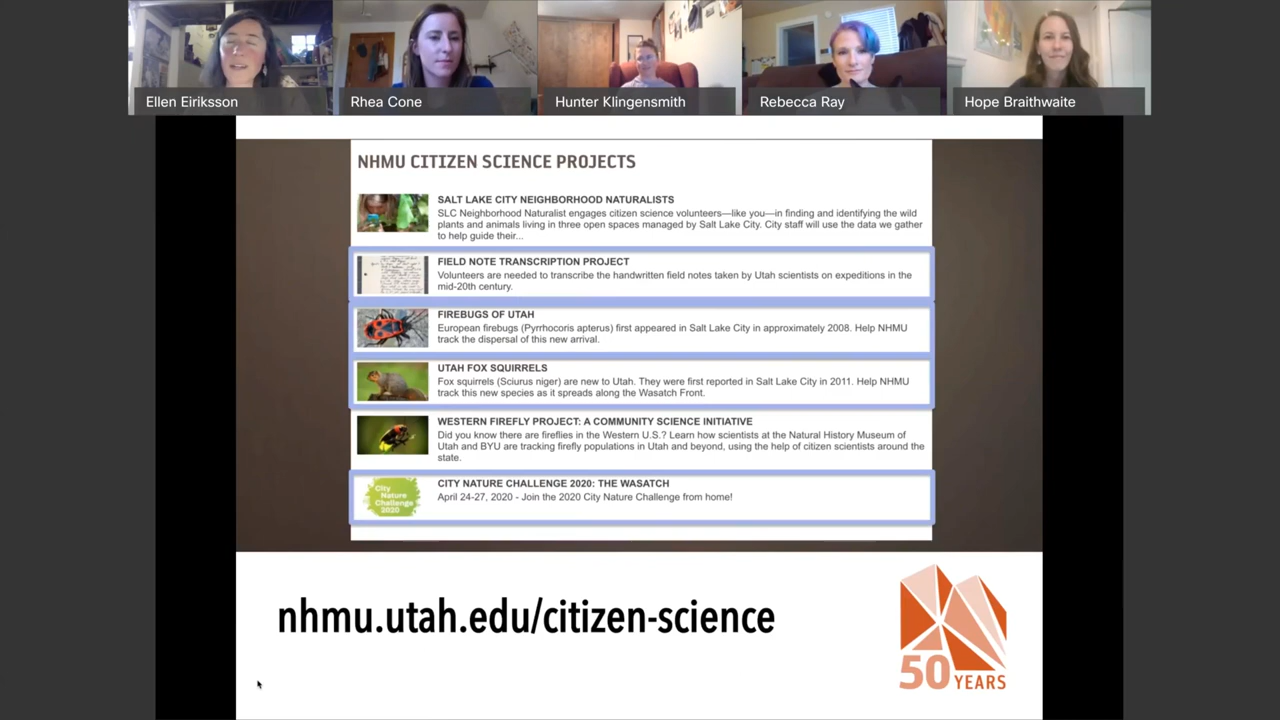 Ellen Eiriksson
Rhea Cone
Hunter Klingensmith
Rebecca Ray
Hope Braithwaite
NHMU CITIZEN SCIENCE PROJECTS
SALT LAKE CITY NEIGHBORHOOD NATURALISTS
SLC Neighborhood Naturalist engages citizen science volunteers—like you—in finding and identifying the wild
plants and animals living in three open spaces managed by Salt Lake City. City staff will use the data we gather
to help guide their...
FIELD NOTE TRANSCRIPTION PROJECT
Volunteers are needed to transcribe the handwritten field notes taken by Utah scientists on expeditions in the
mid-20th century.
FIREBUGS OF UTAH
European firebugs (Pyrrhocoris apterus) first appeared in Salt Lake City in approximately 2008. Help NHMU
track the dispersal of this new arrival.
UTAH FOX SQUIRRELS
Fox squirrels (Sciurus niger) are new to Utah. They were first reported in Salt Lake City in 2011. Help NHMU
track this new species as it spreads along the Wasatch Front.
WESTERN FIREFLY PROJECT: A COMMUNITY SCIENCE INITIATIVE
Did you know there are fireflies in the Western U.S.? Learn how scientists at the Natural History Museum of
Utah and BYU are tracking firefly populations in Utah and beyond, using the help of citizen scientists around the
state.
City
Nature
Challenge
2020
CITY NATURE CHALLENGE 2020: THE WASATCH
April 24-27, 2020 - Join the 2020 City Nature Challenge from home!
nhmu.utah.edu/citizen-science
50 YEARS